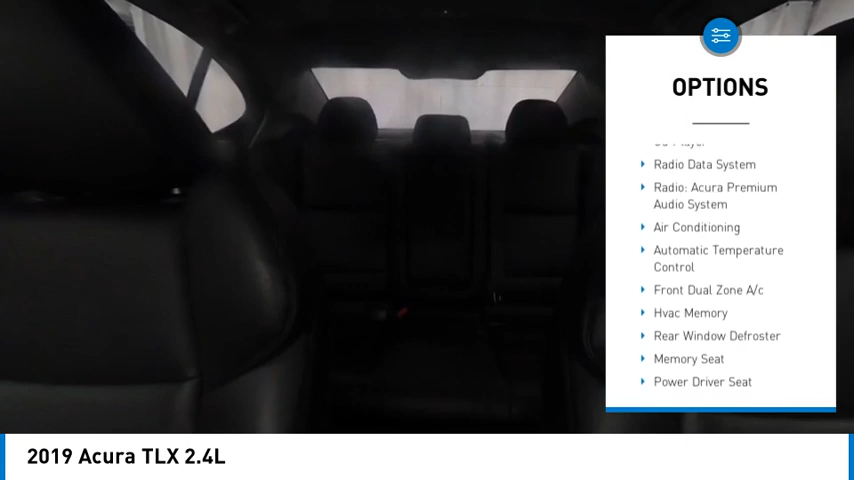 OPTIONS
Radio Data System
Radio: Acura Premium
Audio System
Air Conditioning
Automatic Temperature
Control
Front Dual Zone A/c
Hvac Memory
Rear Window Defroster
Memory Seat
Power Driver Seat
2019 Acura TLX 2.4L